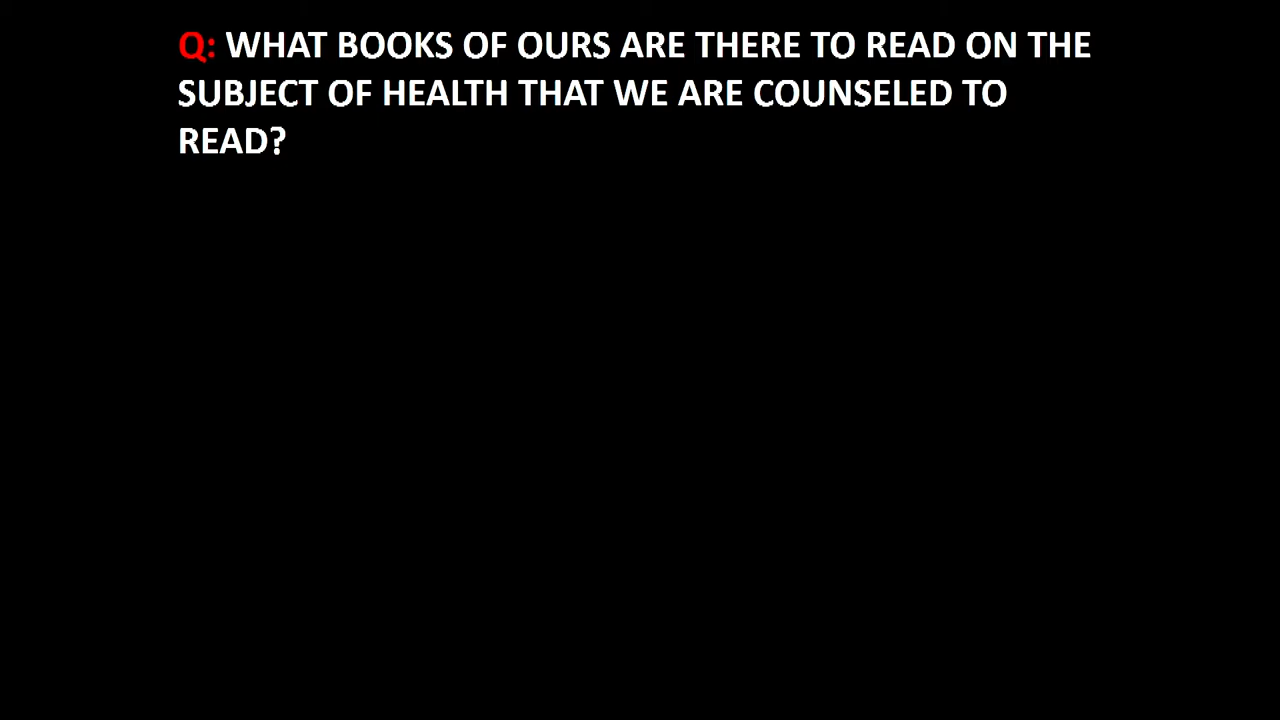 Q: WHAT BOOKS OF OURS ARE THERE TO READ ON THE
SUBJECT OF HEALTH THAT WE ARE COUNSELED TO
READ?